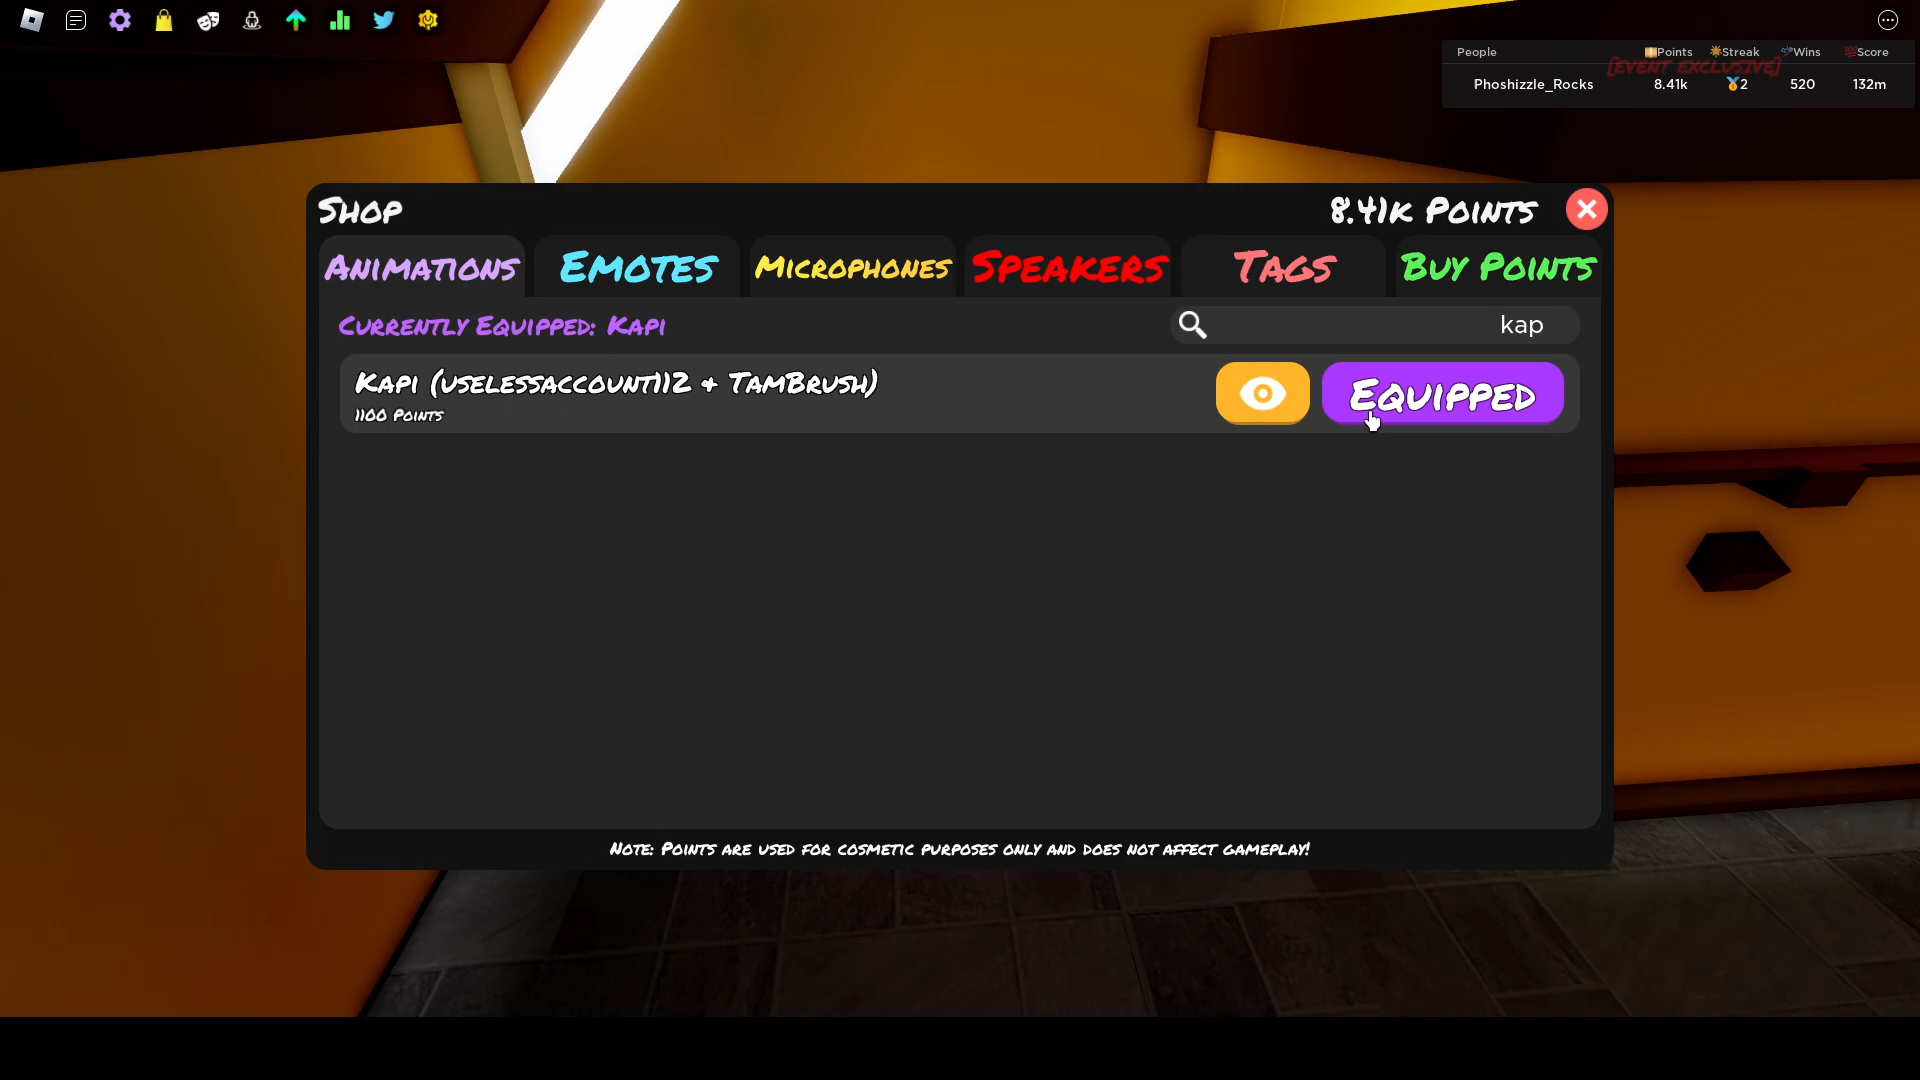 People Points Streak Wins Score
[EVENT EXCLUSIVE]
Phoshizzle_Rocks 8.41k 2 520 132m
Shop 8.41k Points
Animations Emotes Microphones Speakers Tags Buy Points
Currently Equipped: Kapi kap
Kapi (uselessaccount112 & TamBrush) Equipped
1100 Points
Note: Points are used for cosmetic purposes only and does not affect gameplay!